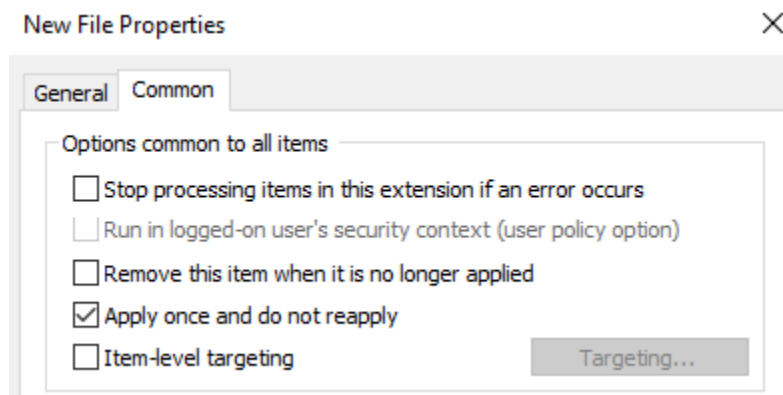 New File Properties
General Common
Options common to all items
Stop processing items in this extension if an error occurs
Run in logged-on user's security context (user policy option)
Remove this item when it is no longer applied
Apply once and do not reapply
Item-level targeting Targeting...